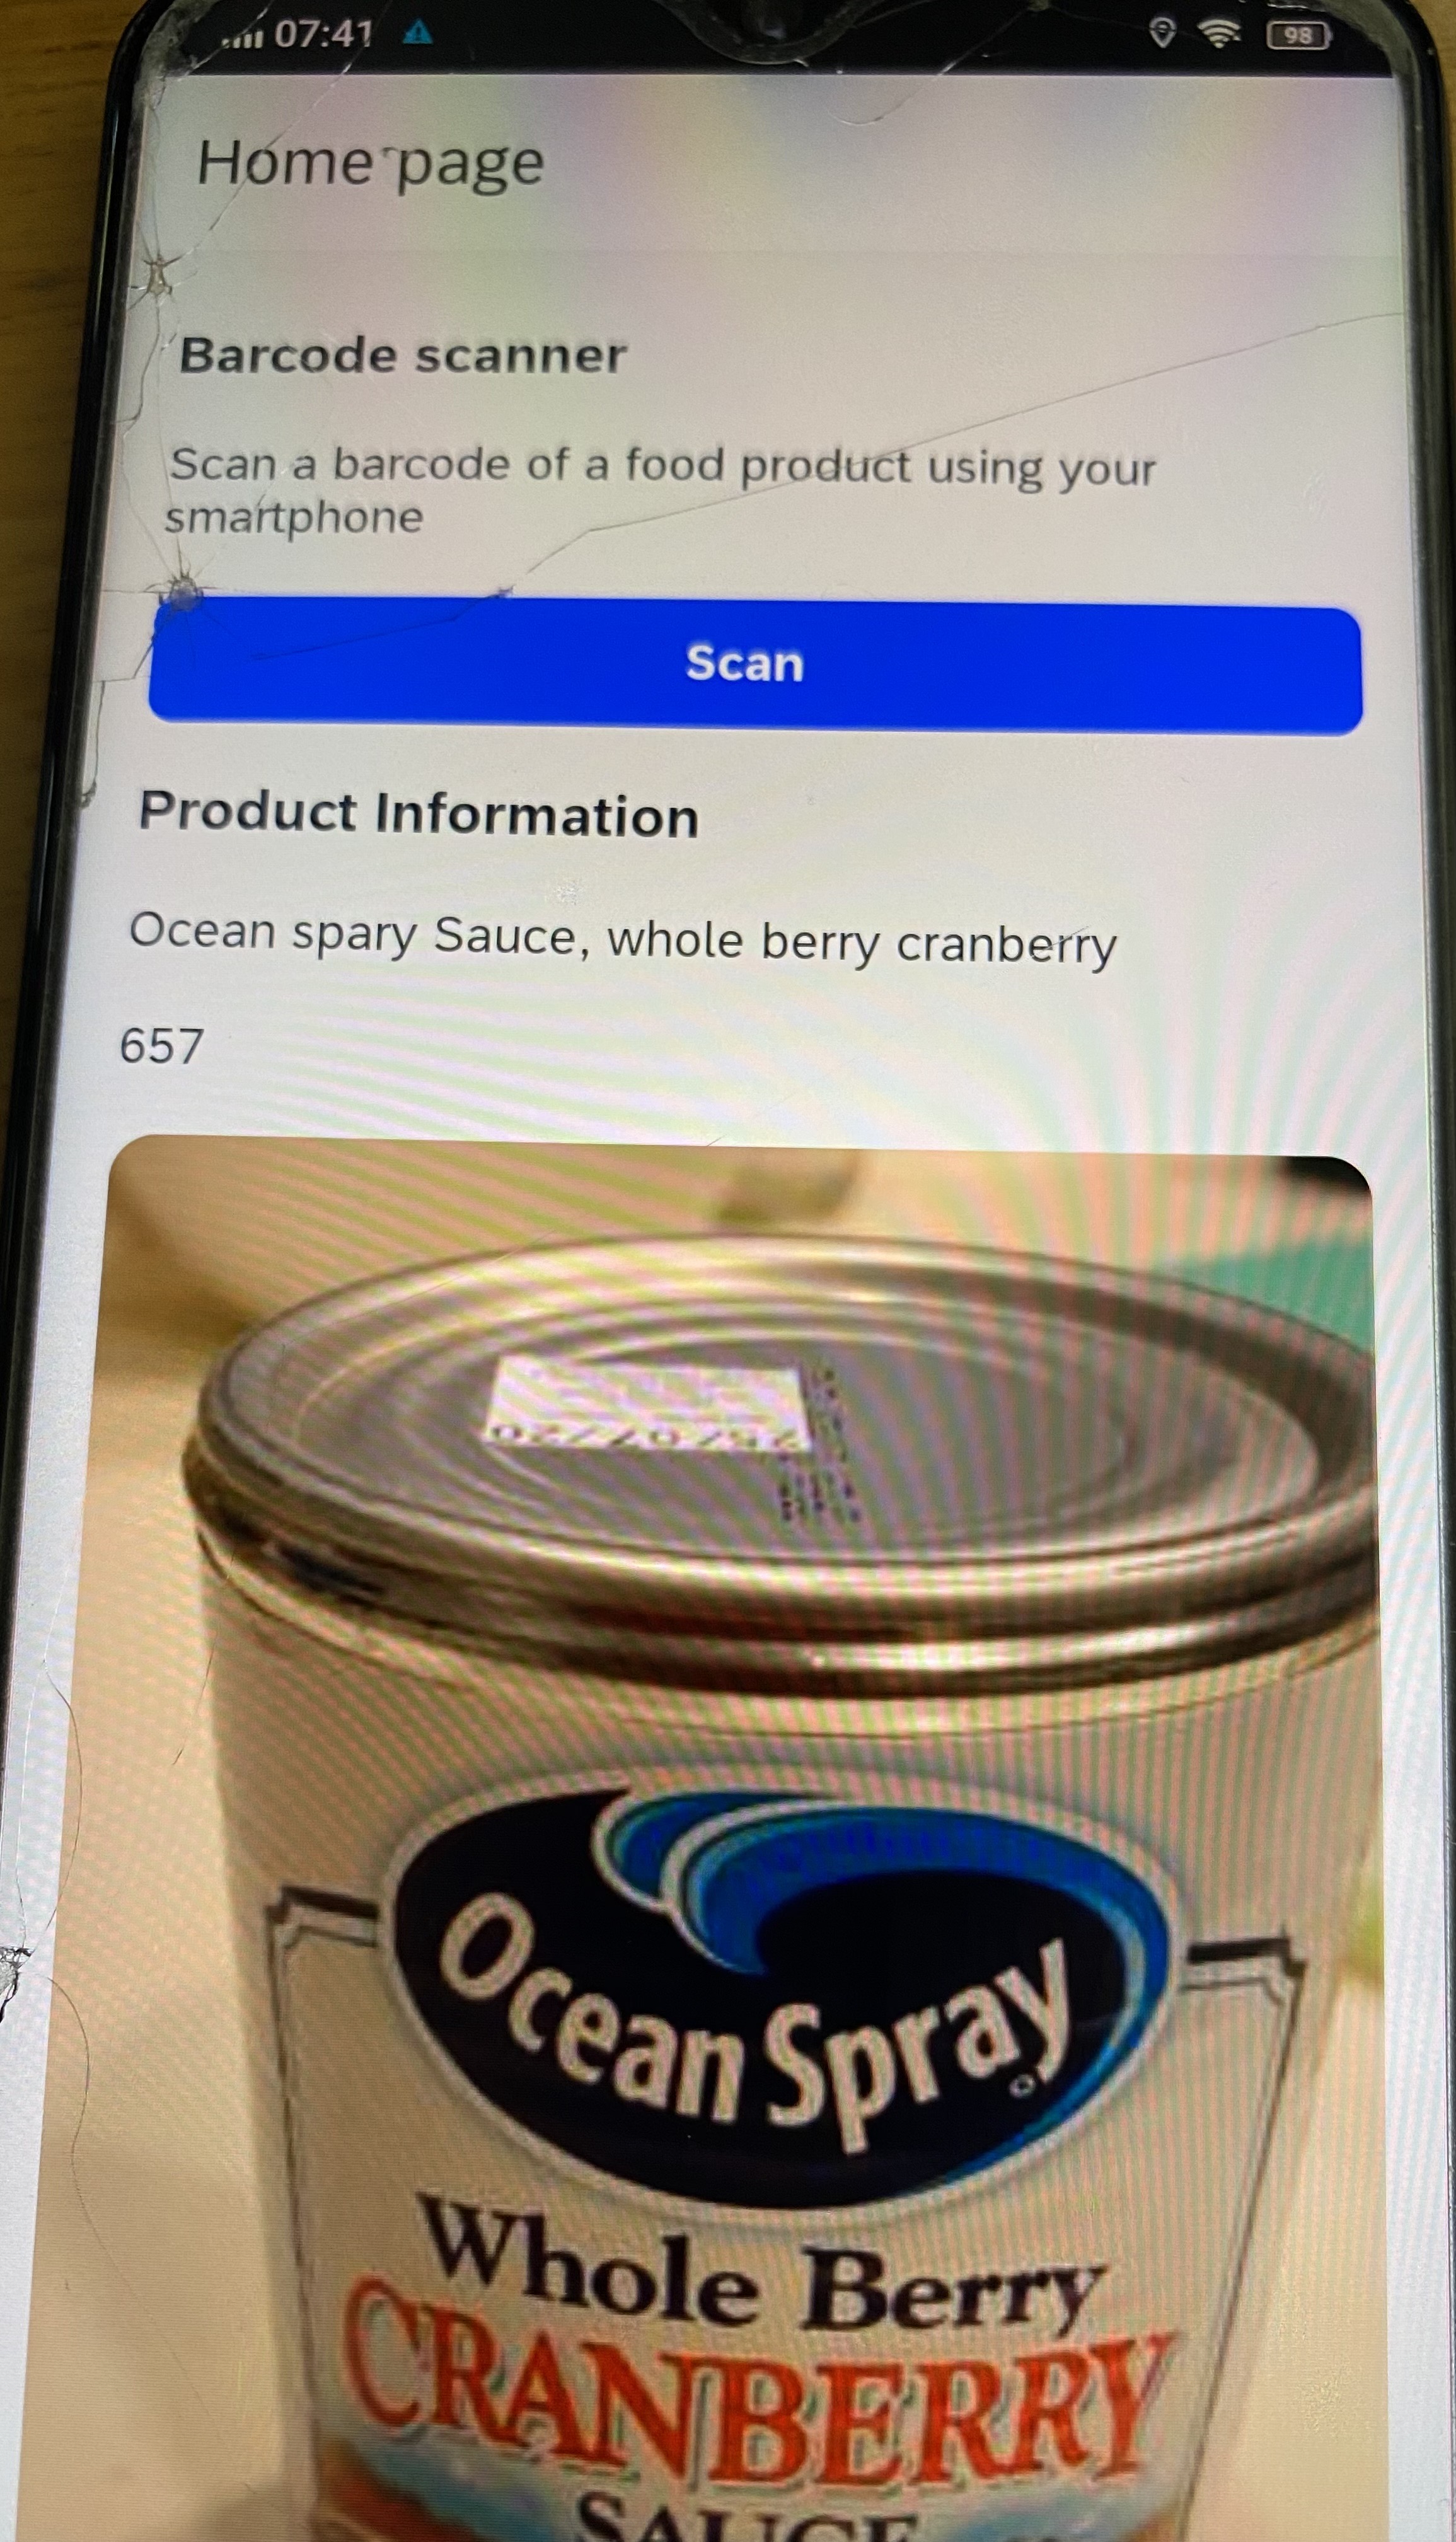 07:41
98
Home page
Barcode scanner
Scan a barcode of a food product using your
smartphone
Scan
Product Information
Ocean spary Sauce, whole berry cranberry
657
Ocean Spray
Whole Berry
CRANBERRY
SAUCE